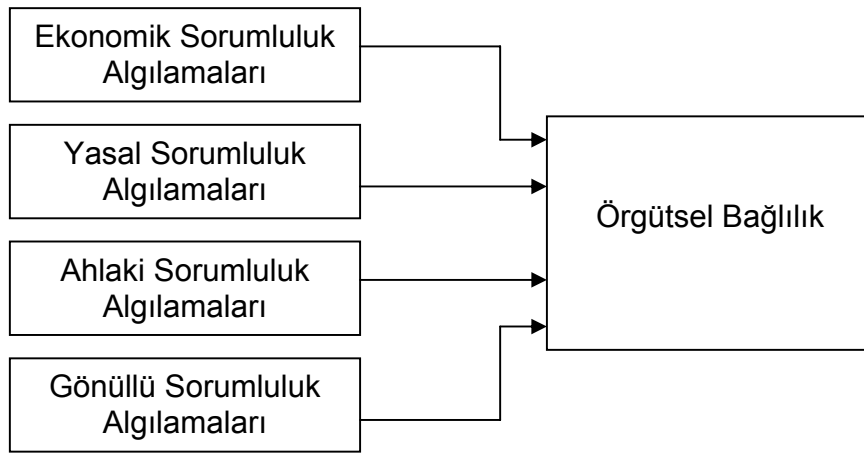 Ekonomik Sorumluluk
Algılamaları
Yasal Sorumluluk
Algılamaları
Ahlaki Sorumluluk
Algılamaları
Gönüllü Sorumluluk
Algılamaları
Örgütsel Bağlılık